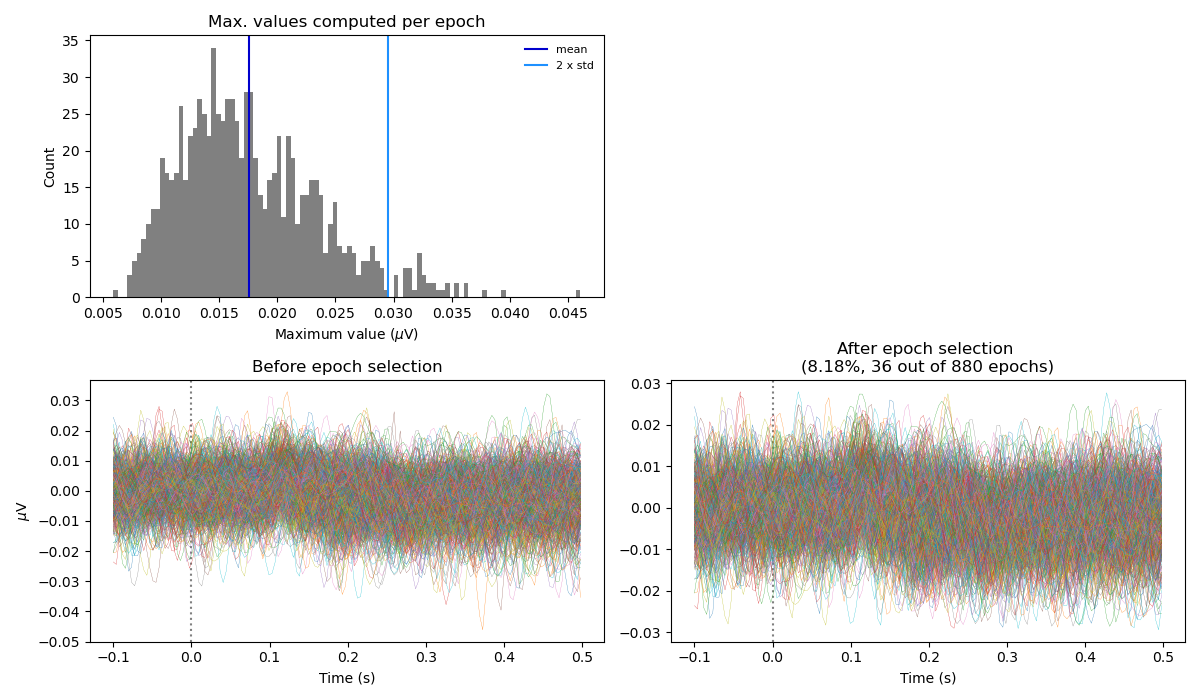 Max. values computed per epoch
35
30
25
20
15
10
5
0
Count
mean
2 x std
0.005 0.010 0.015 0.020 0.025 0.030 0.035 0.040 0.045
Maximum value (μV)
Before epoch selection
0.03
0.02
0.01
0.00
−0.01
−0.02
−0.03
−0.04
−0.05
μV
−0.1 0.0 0.1 0.2 0.3 0.4 0.5
Time (s)
After epoch selection
(8.18%, 36 out of 880 epochs)
0.03
0.02
0.01
0.00
−0.01
−0.02
−0.03
−0.1 0.0 0.1 0.2 0.3 0.4 0.5
Time (s)